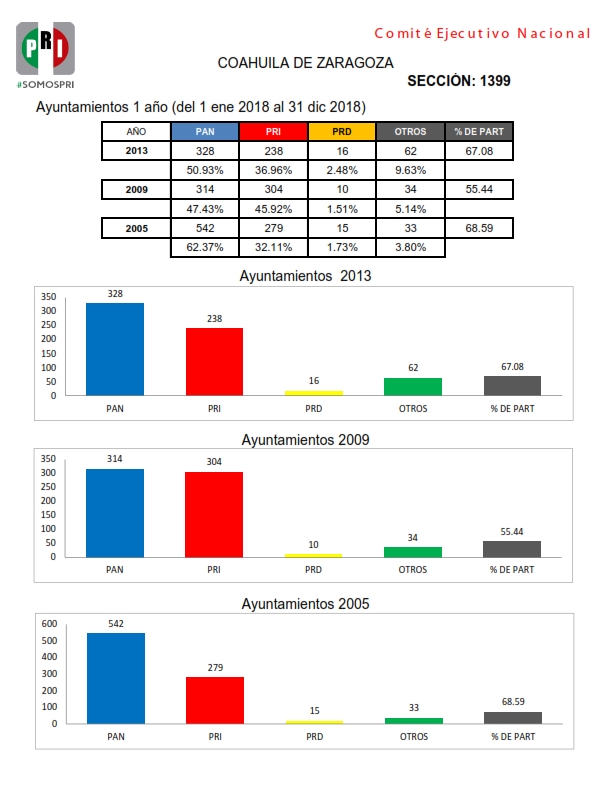 PRI
#SOMOSPRI
Comité Ejecutivo Nacional
COAHUILA DE ZARAGOZA
SECCIÓN: 1399
Ayuntamientos 1 año (del 1 ene 2018 al 31 dic 2018)
AÑO PAN PRI PRD OTROS % DE PART
2013 328 238 16 62 67.08
50.93% 36.96% 2.48% 9.63%
2009 314 304 10 34 55.44
47.43% 45.92% 1.51% 5.14%
2005 542 279 15 33 68.59
62.37% 32.11% 1.73% 3.80%
Ayuntamientos 2013
350
300
250
200
150
100
50
0
328 238 16 62 67.08
PAN PRI PRD OTROS % DE PART
Ayuntamientos 2009
350
300
250
200
150
100
50
0
314 304 10 34 55.44
PAN PRI PRD OTROS % DE PART
Ayuntamientos 2005
600
500
400
300
200
100
0
542 279 15 33 68.59
PAN PRI PRD OTROS % DE PART